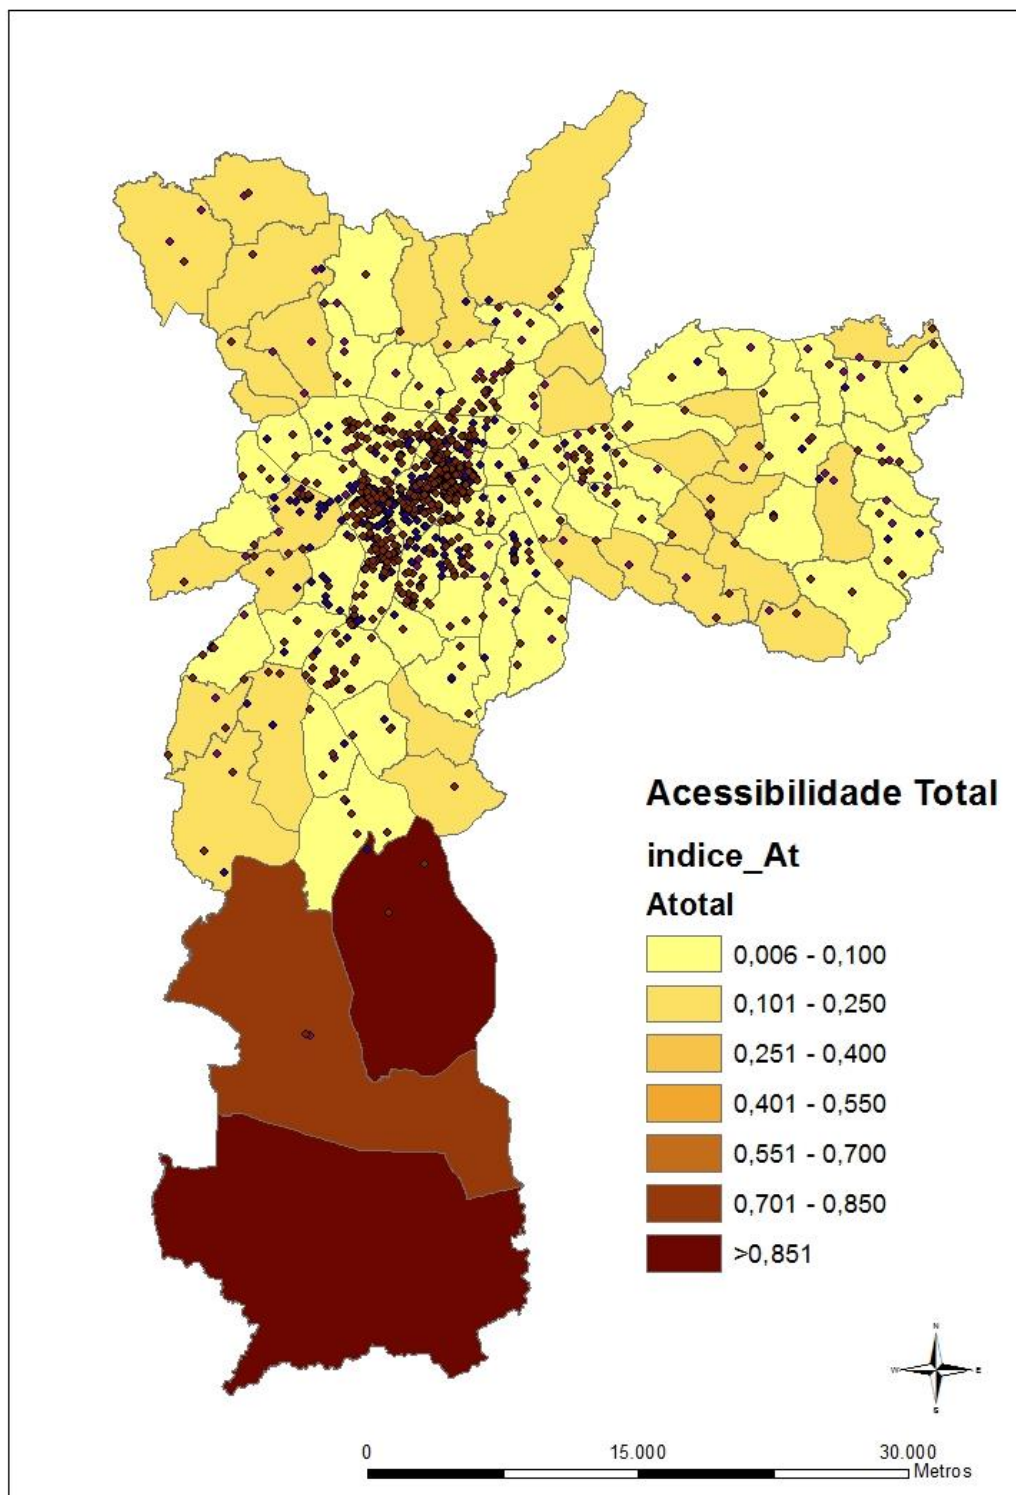 Acessibilidade Total
indice_At
Atotal
0,006 - 0,100
0,101 - 0,250
0,251 - 0,400
0,401 - 0,550
0,551 - 0,700
0,701 - 0,850
>0,851
N
W E
S
0 15.000 30.000
Metros